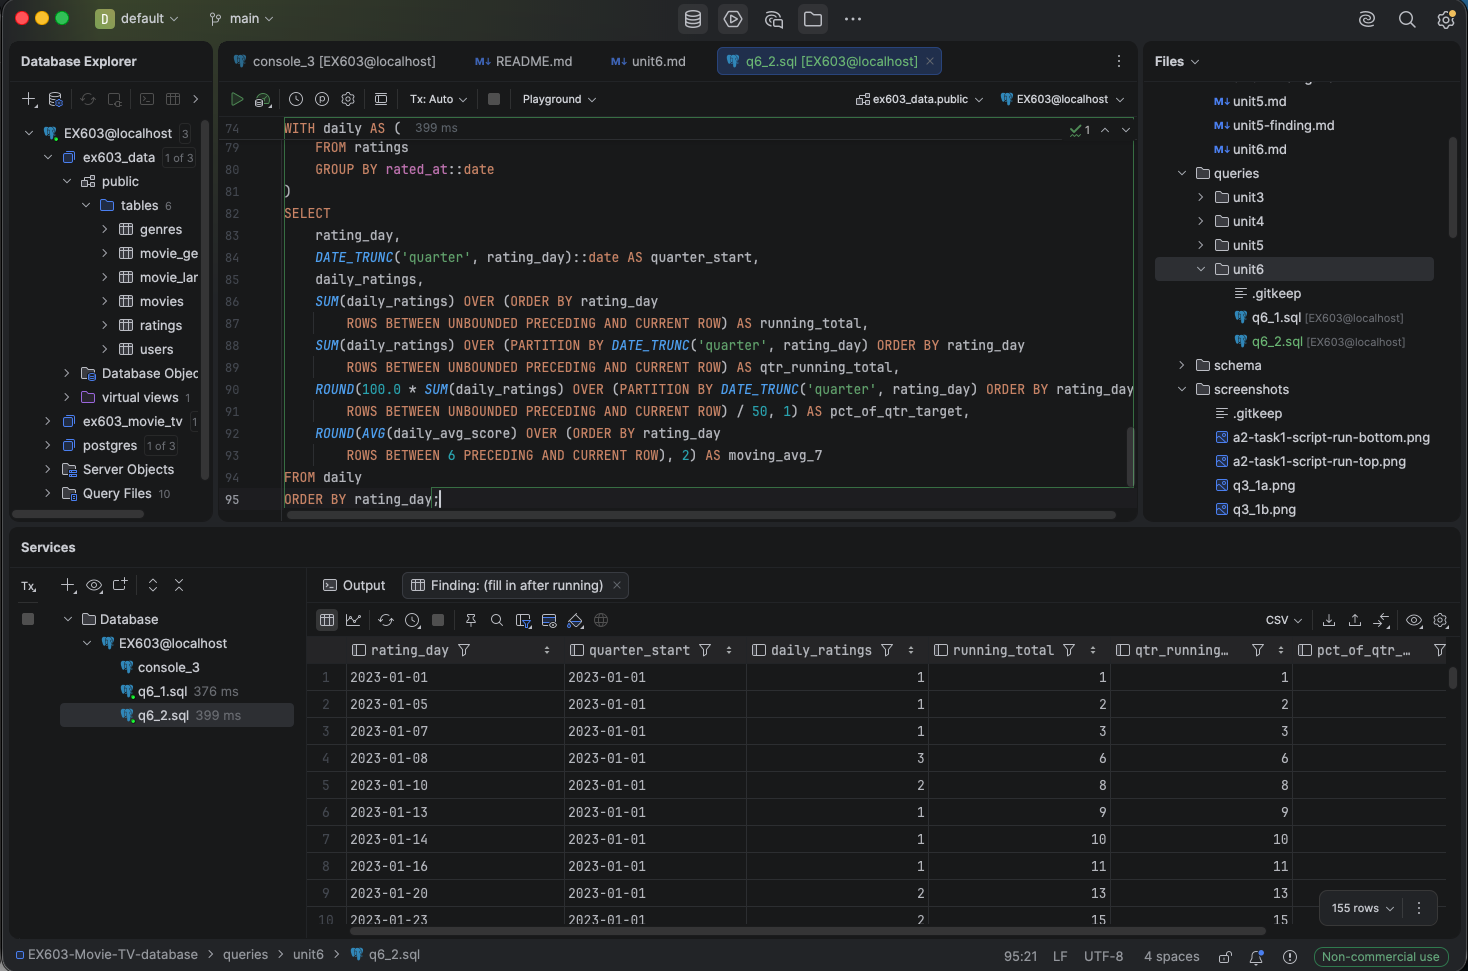 D default main
Database Explorer
EX603@localhost 3
ex603_data 1 of 3
public
tables 6
genres
movie_ge
movie_lar
movies
ratings
users
Database Objec
virtual views 1
ex603_movie_tv 1
postgres 1 of 3
Server Objects
Query Files 10
console_3 [EX603@localhost]
M↓ README.md
M↓ unit6.md
q6_2.sql [EX603@localhost] ×
Tx: Auto
Playground
ex603_data.public
EX603@localhost
74 WITH daily AS ( 399 ms
1
79 FROM ratings
80 GROUP BY rated_at::date
81 )
82 SELECT
83 rating_day,
84 DATE_TRUNC('quarter', rating_day)::date AS quarter_start,
85 daily_ratings,
86 SUM(daily_ratings) OVER (ORDER BY rating_day
87 ROWS BETWEEN UNBOUNDED PRECEDING AND CURRENT ROW) AS running_total,
88 SUM(daily_ratings) OVER (PARTITION BY DATE_TRUNC('quarter', rating_day) ORDER BY rating_day
89 ROWS BETWEEN UNBOUNDED PRECEDING AND CURRENT ROW) AS qtr_running_total,
90 ROUND(100.0 * SUM(daily_ratings) OVER (PARTITION BY DATE_TRUNC('quarter', rating_day) ORDER BY rating_day
91 ROWS BETWEEN UNBOUNDED PRECEDING AND CURRENT ROW) / 50, 1) AS pct_of_qtr_target,
92 ROUND(AVG(daily_avg_score) OVER (ORDER BY rating_day
93 ROWS BETWEEN 6 PRECEDING AND CURRENT ROW), 2) AS moving_avg_7
94 FROM daily
95 ORDER BY rating_day;
Files
M↓ unit5.md
M↓ unit5-finding.md
M↓ unit6.md
queries
unit3
unit4
unit5
unit6
.gitkeep
q6_1.sql [EX603@localhost]
q6_2.sql [EX603@localhost]
schema
screenshots
.gitkeep
a2-task1-script-run-bottom.png
a2-task1-script-run-top.png
q3_1a.png
q3_1b.png
Services
Tx
Database
EX603@localhost
console_3
q6_1.sql 376 ms
q6_2.sql 399 ms
Output
Finding: (fill in after running) ×
CSV
rating_day quarter_start daily_ratings running_total qtr_running... pct_of_qtr_...
1 2023-01-01 2023-01-01 1 1 1
2 2023-01-05 2023-01-01 1 2 2
3 2023-01-07 2023-01-01 1 3 3
4 2023-01-08 2023-01-01 3 6 6
5 2023-01-10 2023-01-01 2 8 8
6 2023-01-13 2023-01-01 1 9 9
7 2023-01-14 2023-01-01 1 10 10
8 2023-01-16 2023-01-01 1 11 11
9 2023-01-20 2023-01-01 2 13 13
10 2023-01-23 2023-01-01 2 15 15
155 rows
EX603-Movie-TV-database > queries > unit6 > q6_2.sql
95:21 LF UTF-8 4 spaces Non-commercial use